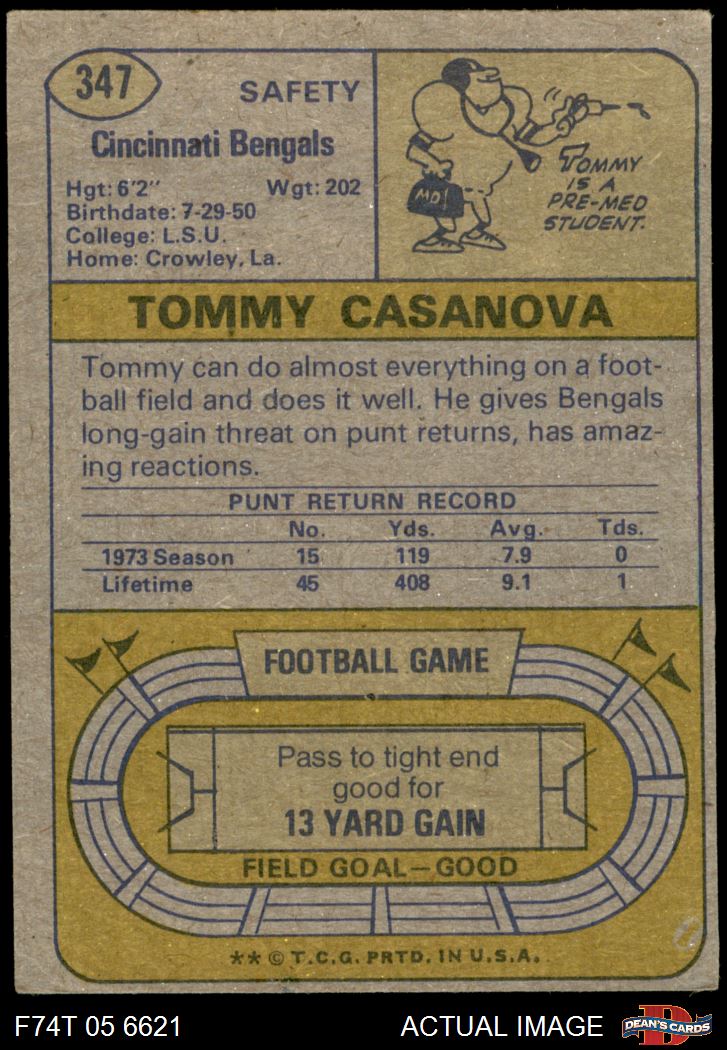 347
SAFETY
Cincinnati Bengals
Hgt: 6'2" Wgt: 202
Birthdate: 7-29-50
College: L.S.U.
Home: Crowley, La.
MD!
TOMMY
IS A
PRE-MED
STUDENT.
TOMMY CASANOVA
Tommy can do almost everything on a foot-
ball field and does it well. He gives Bengals
long-gain threat on punt returns, has amaz-
ing reactions.
PUNT RETURN RECORD
No. Yds. Avg. Tds.
1973 Season 15 119 7.9 0
Lifetime 45 408 9.1 1
FOOTBALL GAME
Pass to tight end
good for
13 YARD GAIN
FIELD GOAL—GOOD
** © T.C.G. PRTD. IN U.S.A.
F74T 05 6621 ACTUAL IMAGE
D
DEAN'S CARDS